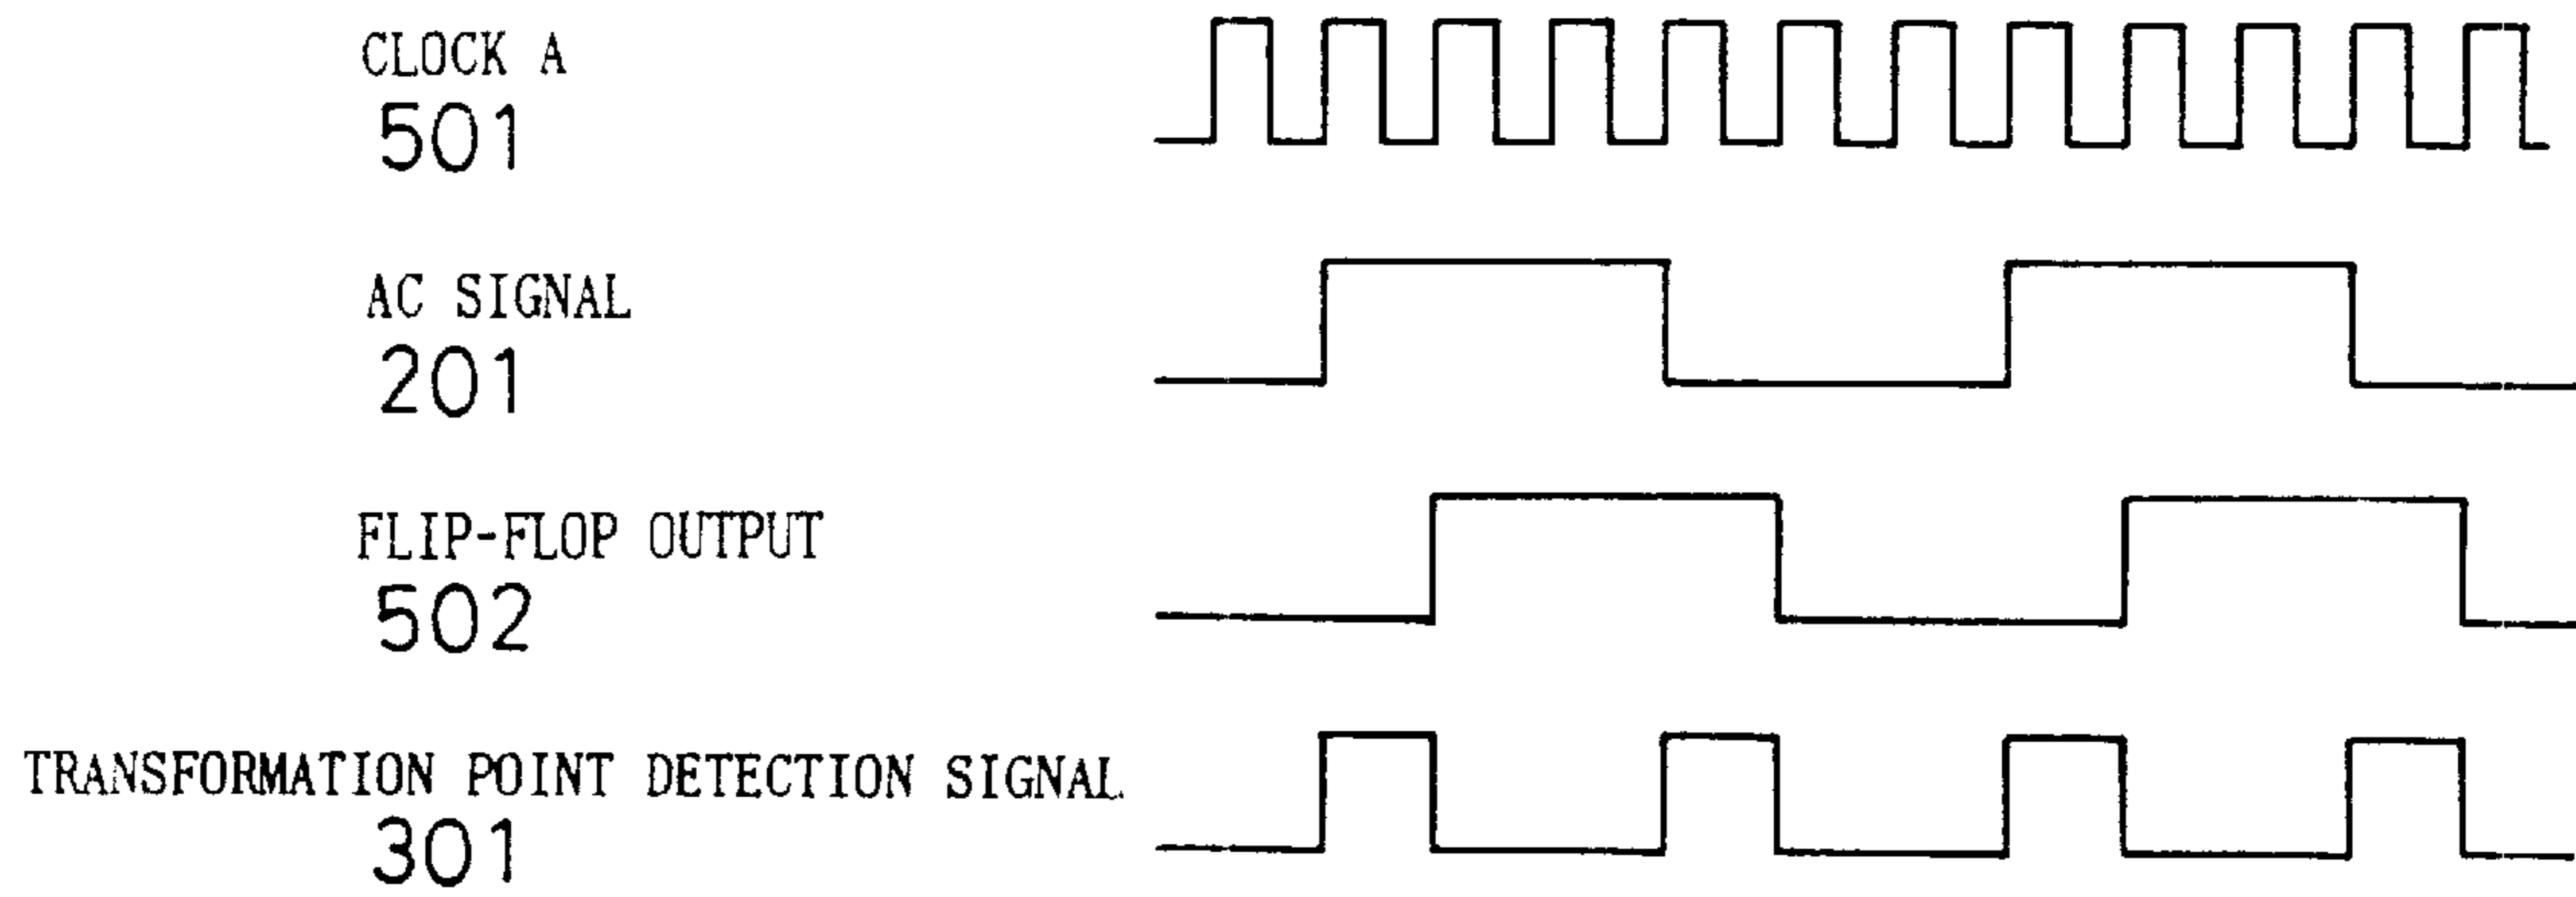 CLOCK A
501
AC SIGNAL
201
FLIP-FLOP OUTPUT
502
TRANSFORMATION POINT DETECTION SIGNAL
301